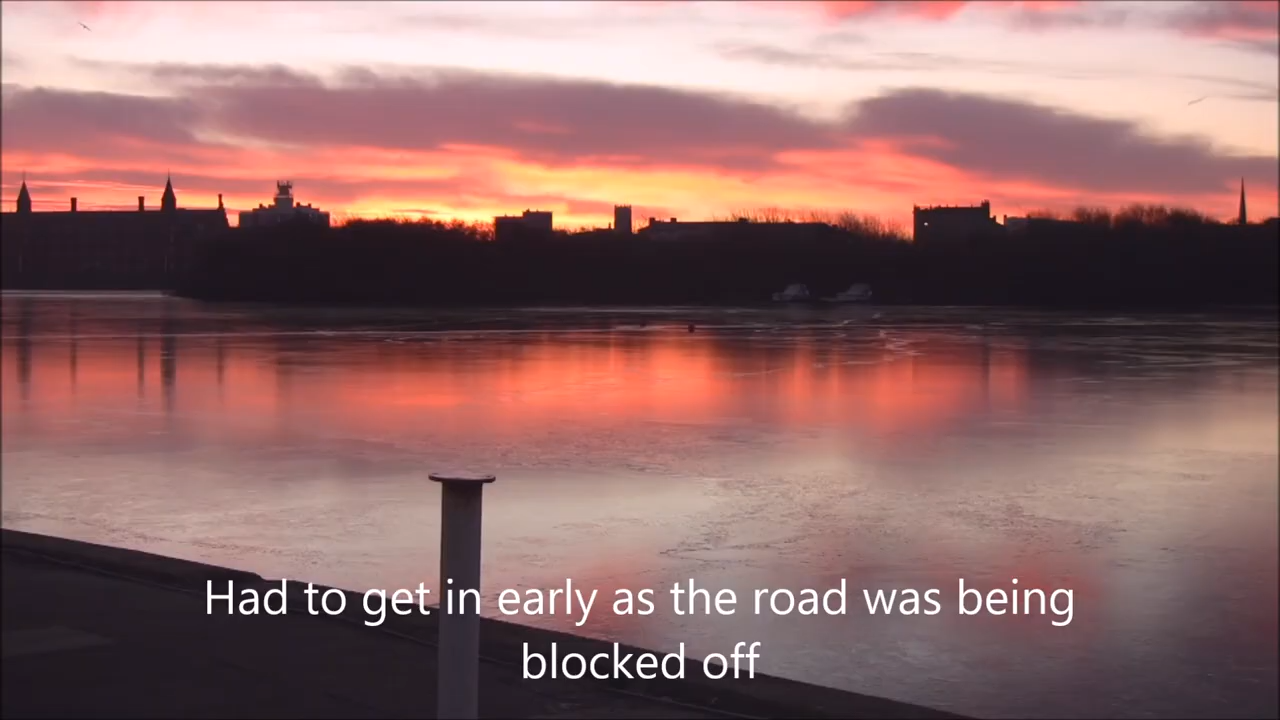 Had to get in early as the road was being
blocked off